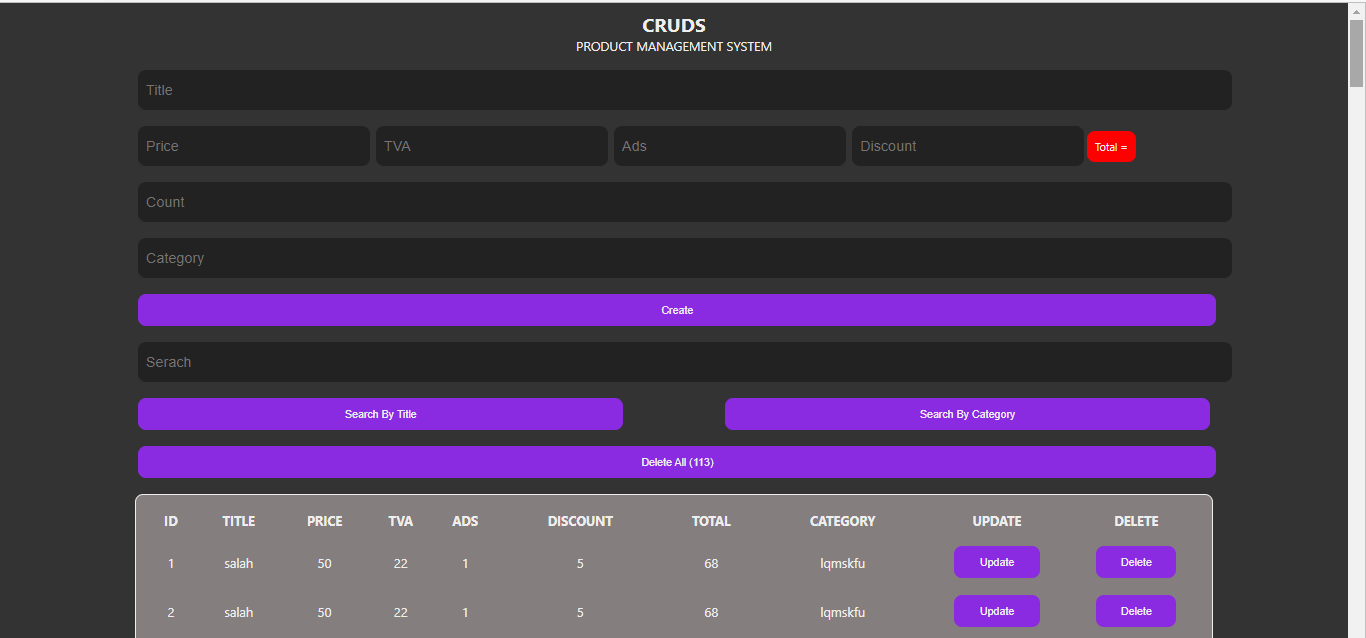 CRUDS
PRODUCT MANAGEMENT SYSTEM
Title
Price TVA Ads Discount Total =
Count
Category
Create
Serach
Search By Title Search By Category
Delete All (113)
ID TITLE PRICE TVA ADS DISCOUNT TOTAL CATEGORY UPDATE DELETE
1 salah 50 22 1 5 68 lqmskfu Update Delete
2 salah 50 22 1 5 68 lqmskfu Update Delete